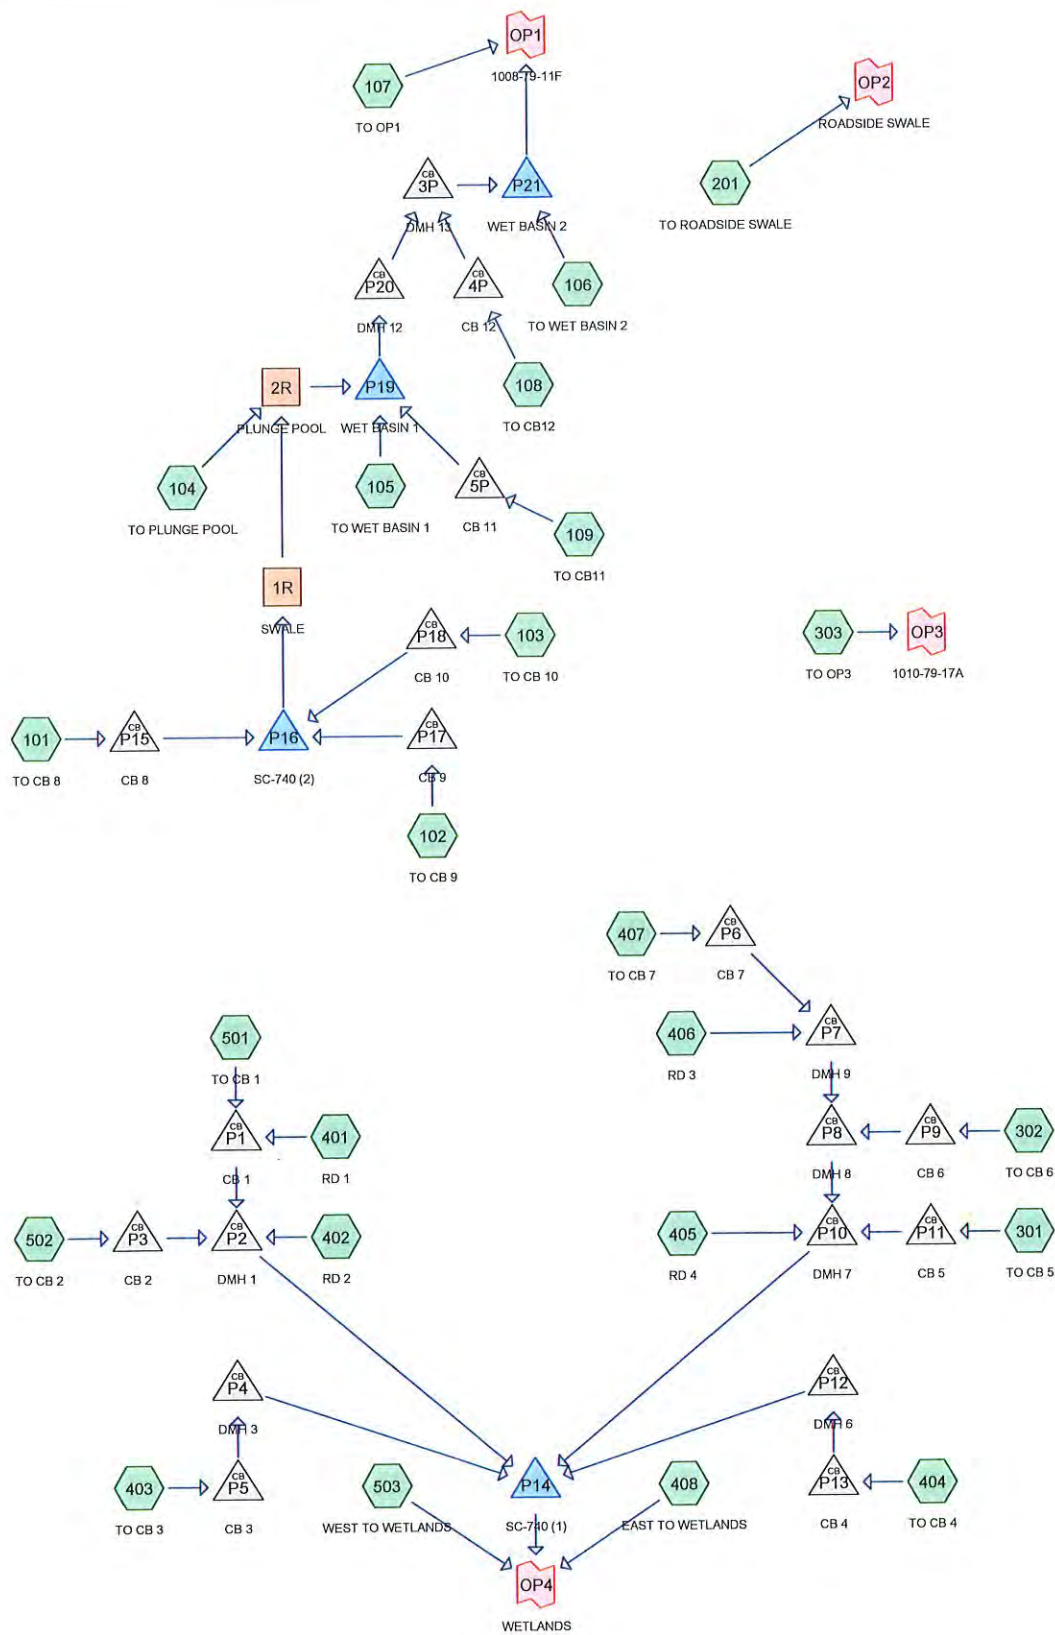 OP1
1008-79-11F
107
TO OP1
OP2
ROADSIDE SWALE
201
TO ROADSIDE SWALE
CB
3P
DMH 13
P21
WET BASIN 2
CB
P20
DMH 12
CB
4P
CB 12
106
TO WET BASIN 2
2R
PLUNGE POOL
P19
WET BASIN 1
108
TO CB12
104
TO PLUNGE POOL
105
TO WET BASIN 1
CB
5P
CB 11
109
TO CB11
1R
SWALE
CB
P18
CB 10
103
TO CB 10
303
TO OP3
OP3
1010-79-17A
101
TO CB 8
CB
P15
CB 8
P16
SC-740 (2)
CB
P17
CB 9
102
TO CB 9
407
TO CB 7
CB
P6
CB 7
501
TO CB 1
406
RD 3
CB
P7
DMH 9
CB
P1
CB 1
401
RD 1
CB
P8
DMH 8
CB
P9
CB 6
302
TO CB 6
502
TO CB 2
CB
P3
CB 2
CB
P2
DMH 1
402
RD 2
405
RD 4
CB
P10
DMH 7
CB
P11
CB 5
301
TO CB 5
CB
P4
DMH 3
CB
P12
DMH 6
403
TO CB 3
CB
P5
CB 3
503
WEST TO WETLANDS
P14
SC-740 (1)
408
EAST TO WETLANDS
CB
P13
CB 4
404
TO CB 4
OP4
WETLANDS